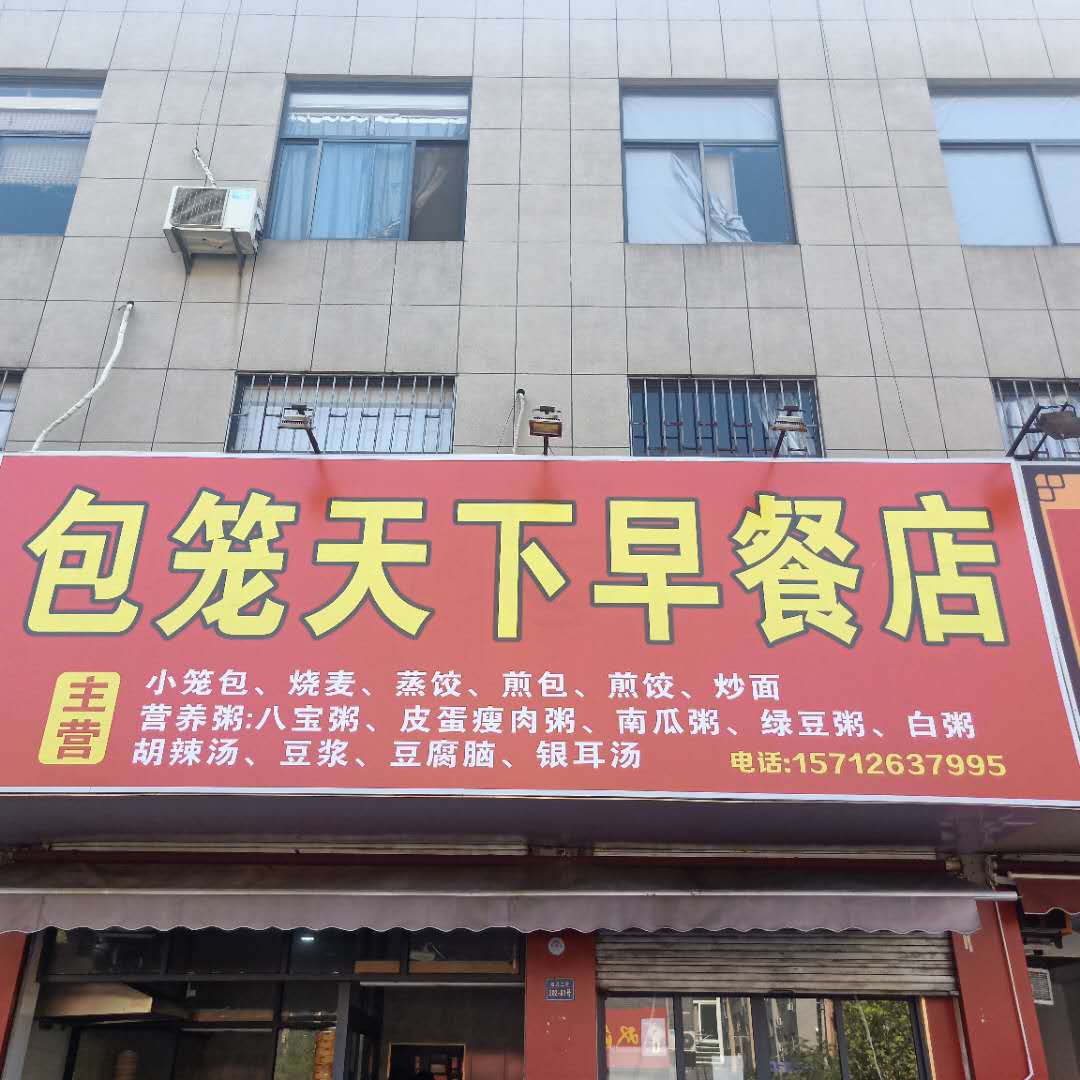 包笼天下早餐店
主营
小笼包、烧麦、蒸饺、煎包、煎饺、炒面
营养粥:八宝粥、皮蛋瘦肉粥、南瓜粥、绿豆粥、白粥
胡辣汤、豆浆、豆腐脑、银耳汤
电话:15712637995